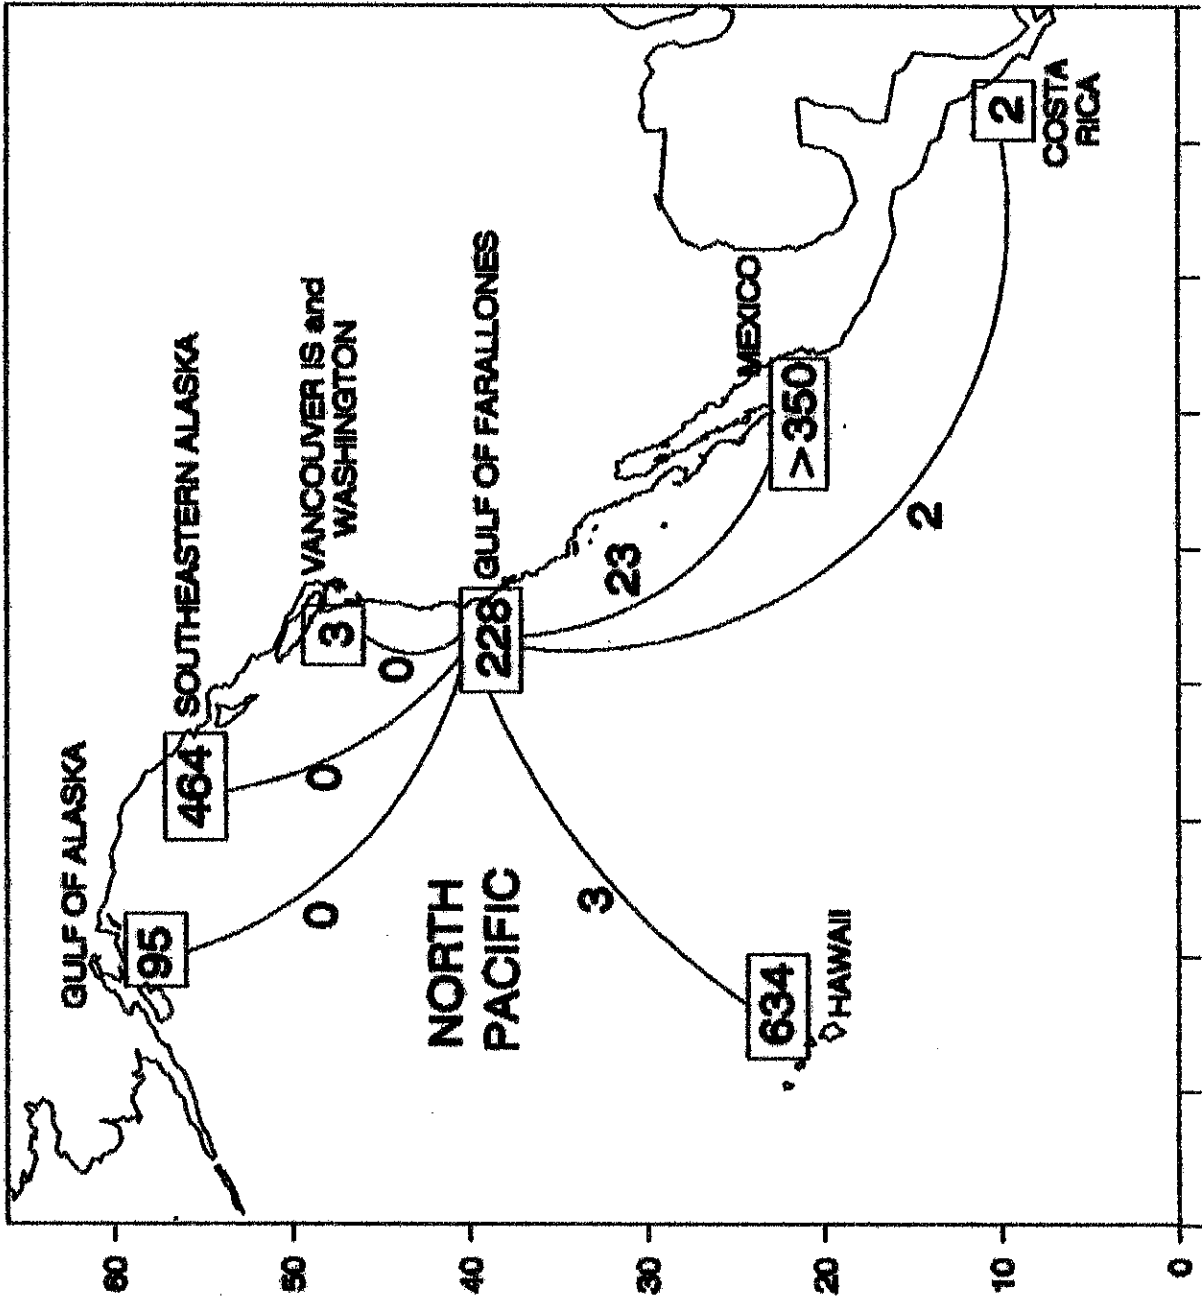 GULF OF ALASKA
95
464
SOUTHEASTERN ALASKA
VANCOUVER IS and
WASHINGTON
3
0
0
0
228
GULF OF FARALLONES
NORTH
PACIFIC
3
23
2
634
HAWAII
>350
MEXICO
2
COSTA
RICA
60
50
40
30
20
10
0